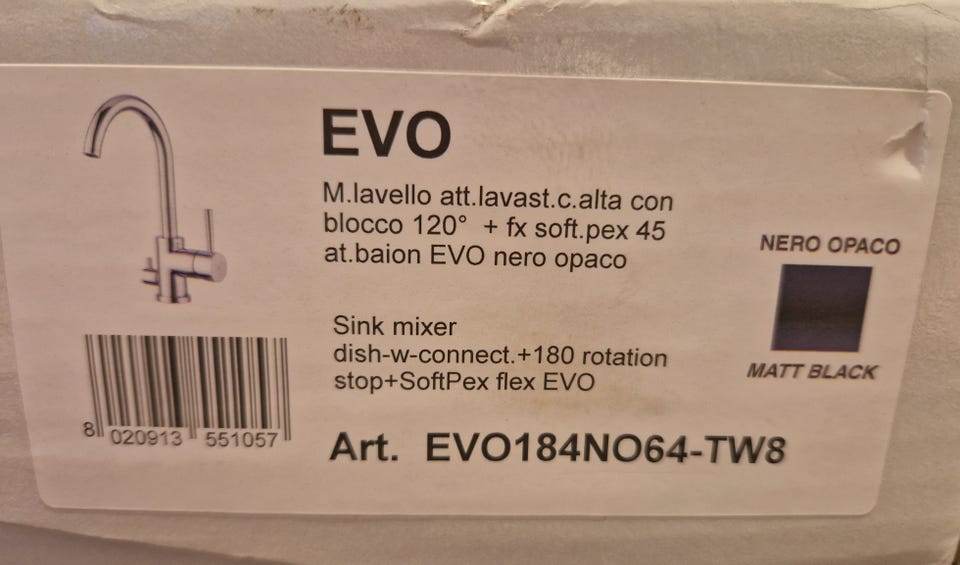 EVO
M.lavello att.lavast.c.alta con
blocco 120° + fx soft.pex 45
at.baion EVO nero opaco
NERO OPACO
MATT BLACK
Sink mixer
dish-w-connect.+180 rotation
stop+SoftPex flex EVO
8 020913 551057
Art. EVO184NO64-TW8